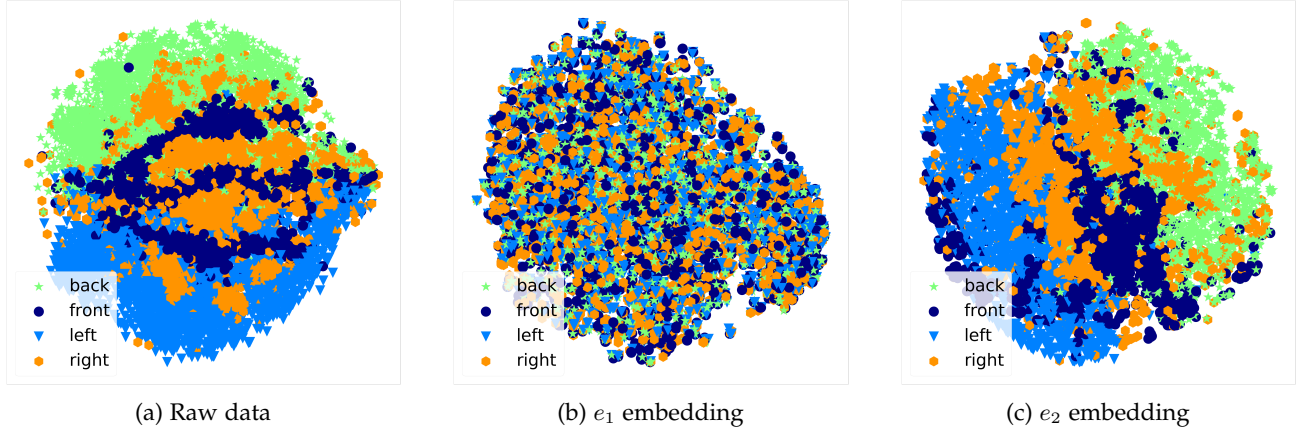 back
front
left
right
back
front
left
right
back
front
left
right
(a) Raw data
(b) e₁ embedding
(c) e₂ embedding